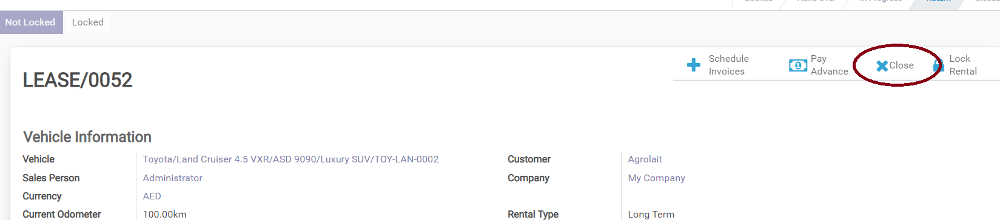 Return
Not Locked Locked
Schedule Invoices
Pay Advance
Close
Lock Rental
LEASE/0052
Vehicle Information
Vehicle Toyota/Land Cruiser 4.5 VXR/ASD 9090/Luxury SUV/TOY-LAN-0002 Customer Agrolait
Sales Person Administrator Company My Company
Currency AED
Current Odometer 100.00km Rental Type Long Term